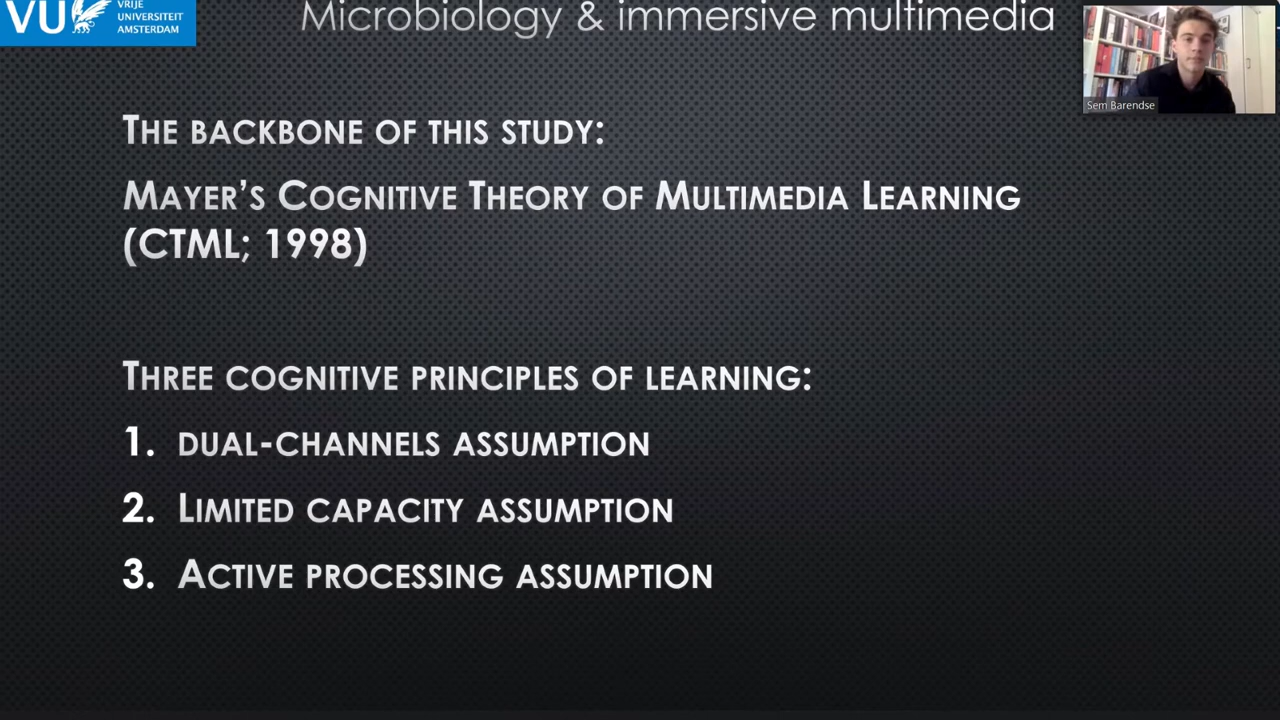 VU
VRIJE
UNIVERSITEIT
AMSTERDAM
Microbiology & immersive multimedia
Sem Barendse
THE BACKBONE OF THIS STUDY:
MAYER'S COGNITIVE THEORY OF MULTIMEDIA LEARNING
(CTML; 1998)
THREE COGNITIVE PRINCIPLES OF LEARNING:
1. DUAL-CHANNELS ASSUMPTION
2. LIMITED CAPACITY ASSUMPTION
3. ACTIVE PROCESSING ASSUMPTION